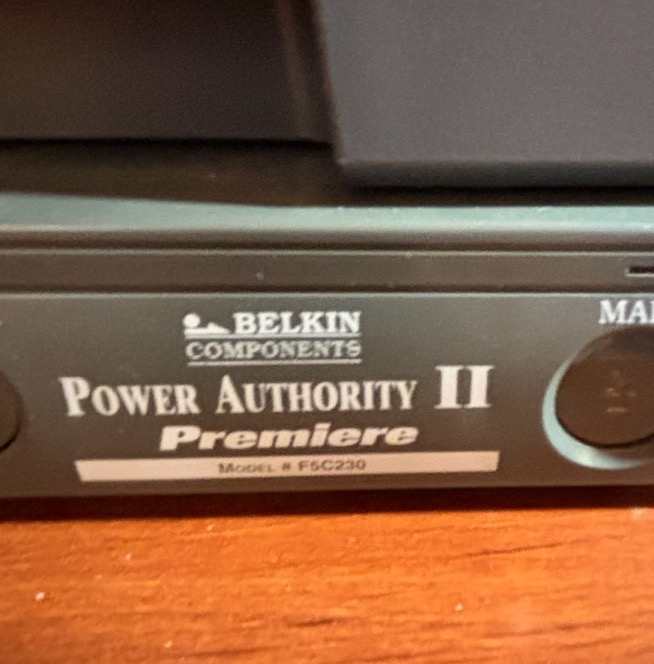 BELKIN
COMPONENTS
POWER AUTHORITY II
Premiere
MODEL # F5C230